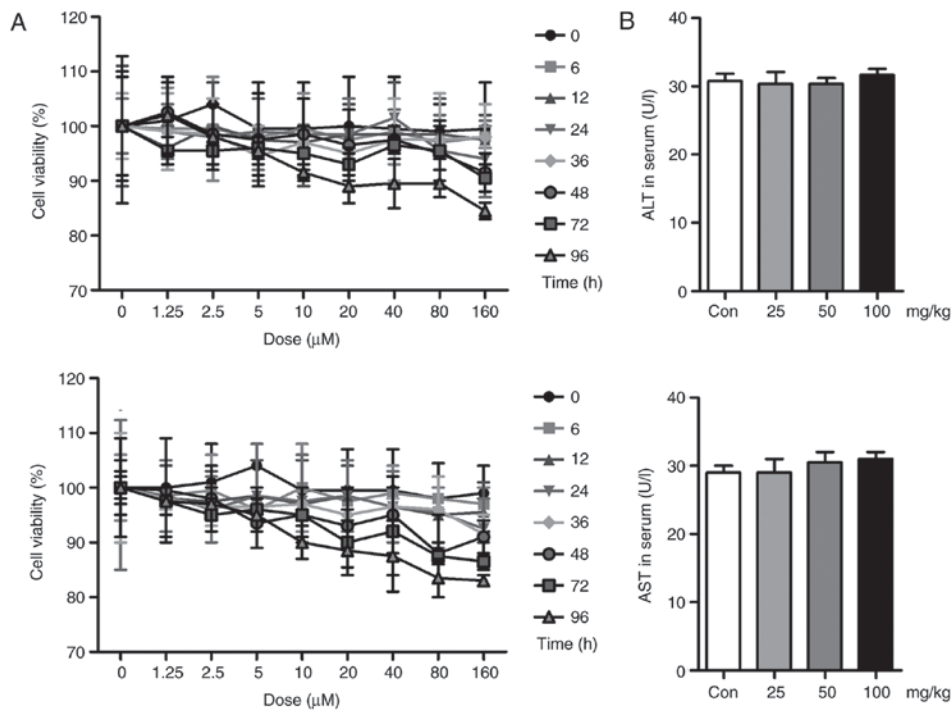 A
120
110
100
90
80
70
Cell viability (%)
0 1.25 2.5 5 10 20 40 80 160
Dose (μM)
0
6
12
24
36
48
72
96
Time (h)
B
40
30
20
10
0
ALT in serum (U/l)
Con 25 50 100 mg/kg
120
110
100
90
80
70
Cell viability (%)
0 1.25 2.5 5 10 20 40 80 160
Dose (μM)
0
6
12
24
36
48
72
96
Time (h)
40
30
20
10
0
AST in serum (U/l)
Con 25 50 100 mg/kg